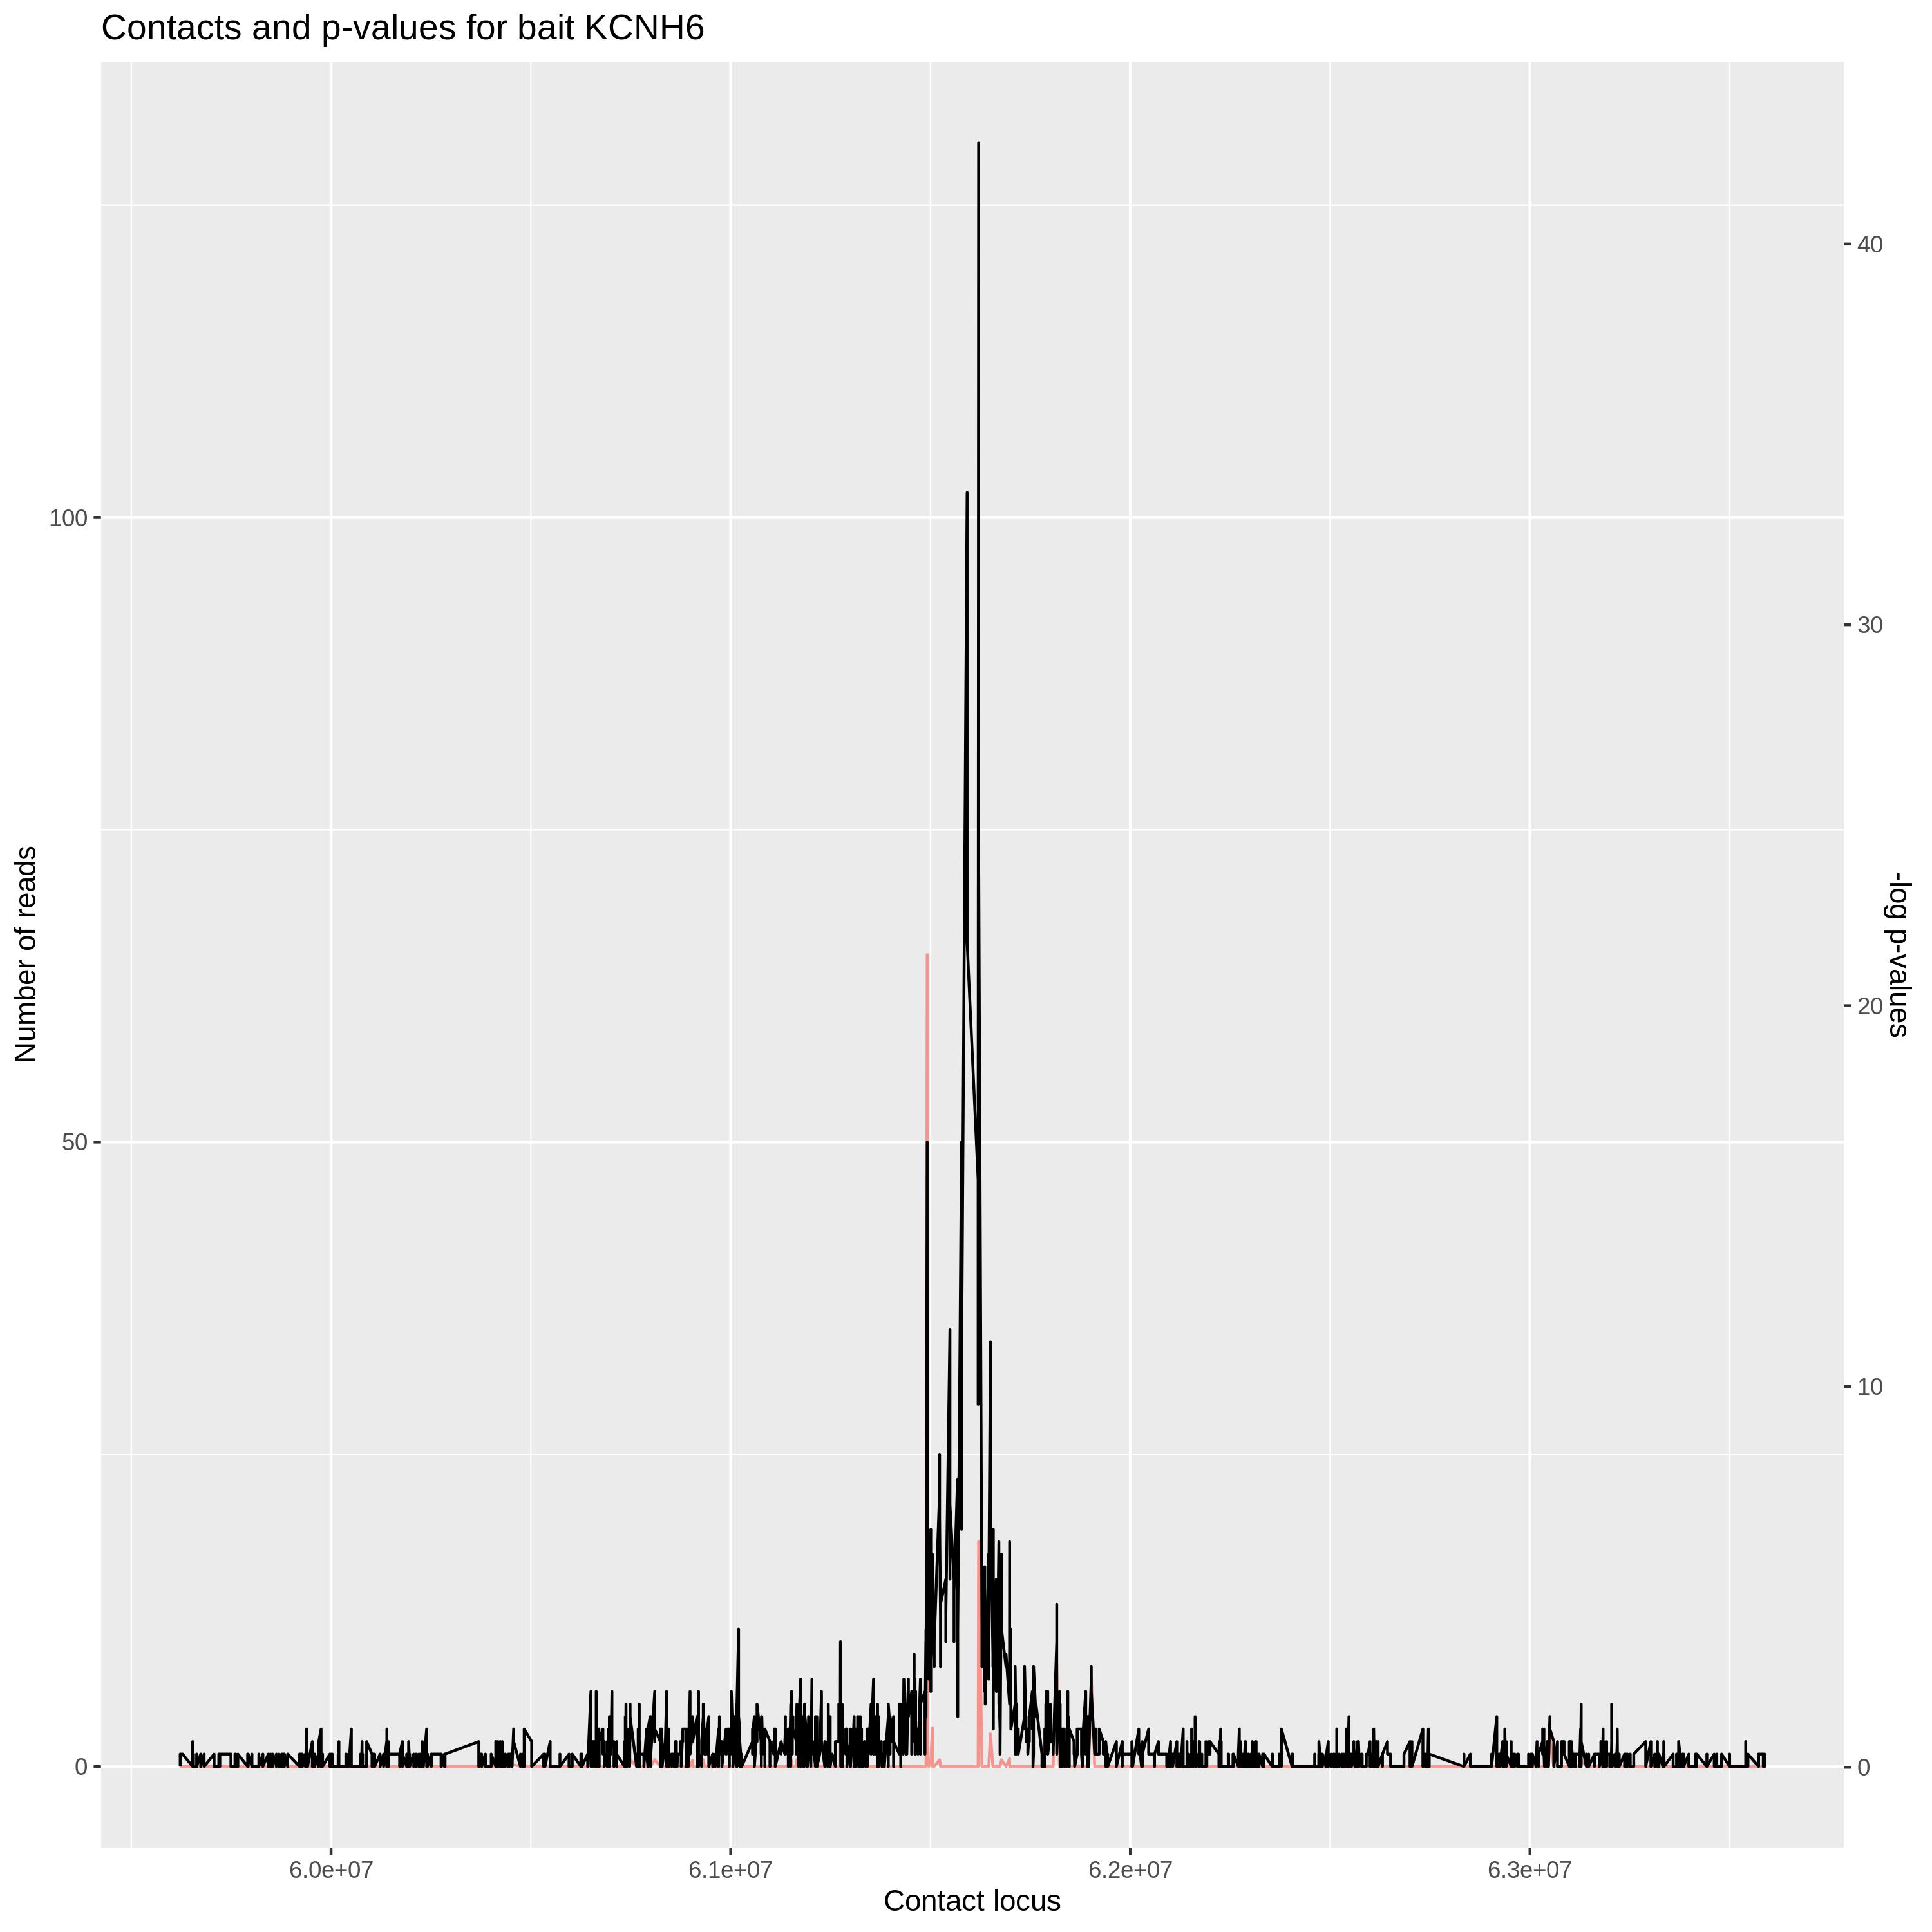 Contacts and p-values for bait KCNH6
Number of reads
100
50
0
-log p-values
40
30
20
10
0
6.0e+07
6.1e+07
6.2e+07
6.3e+07
Contact locus